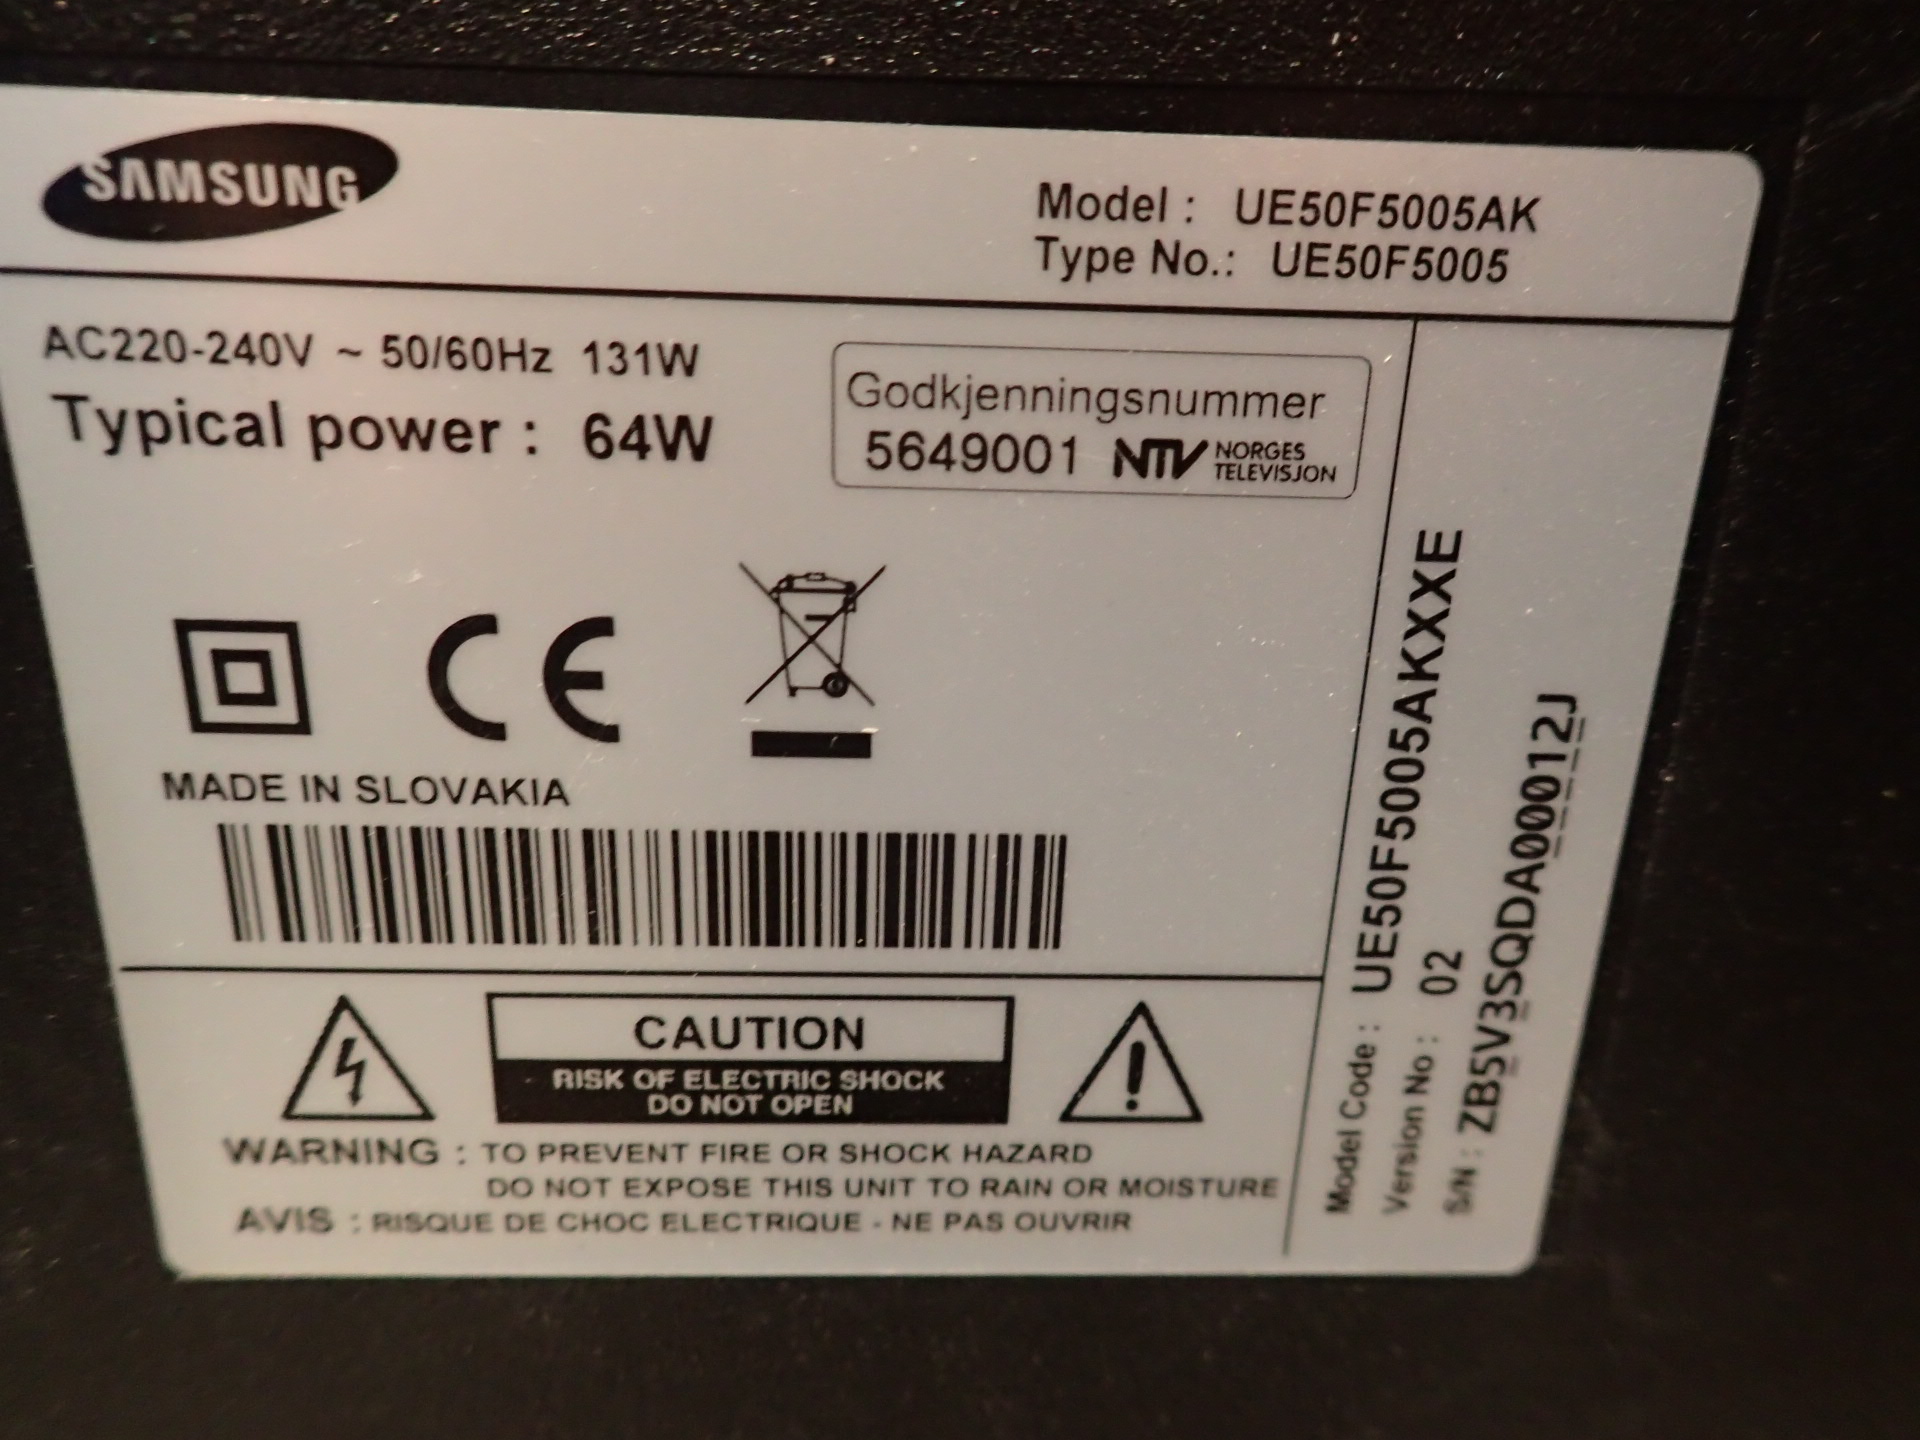 SAMSUNG
Model : UE50F5005AK
Type No.: UE50F5005
AC220-240V ~ 50/60Hz 131W
Typical power : 64W
Godkjenningsnummer
5649001 NTV NORGES
TELEVISJON
CE
MADE IN SLOVAKIA
CAUTION
RISK OF ELECTRIC SHOCK
DO NOT OPEN
WARNING : TO PREVENT FIRE OR SHOCK HAZARD
DO NOT EXPOSE THIS UNIT TO RAIN OR MOISTURE
AVIS : RISQUE DE CHOC ELECTRIQUE - NE PAS OUVRIR
Model Code : UE50F5005AKXXE
Version No : 02
S/N : ZB5V3SQDA00012J